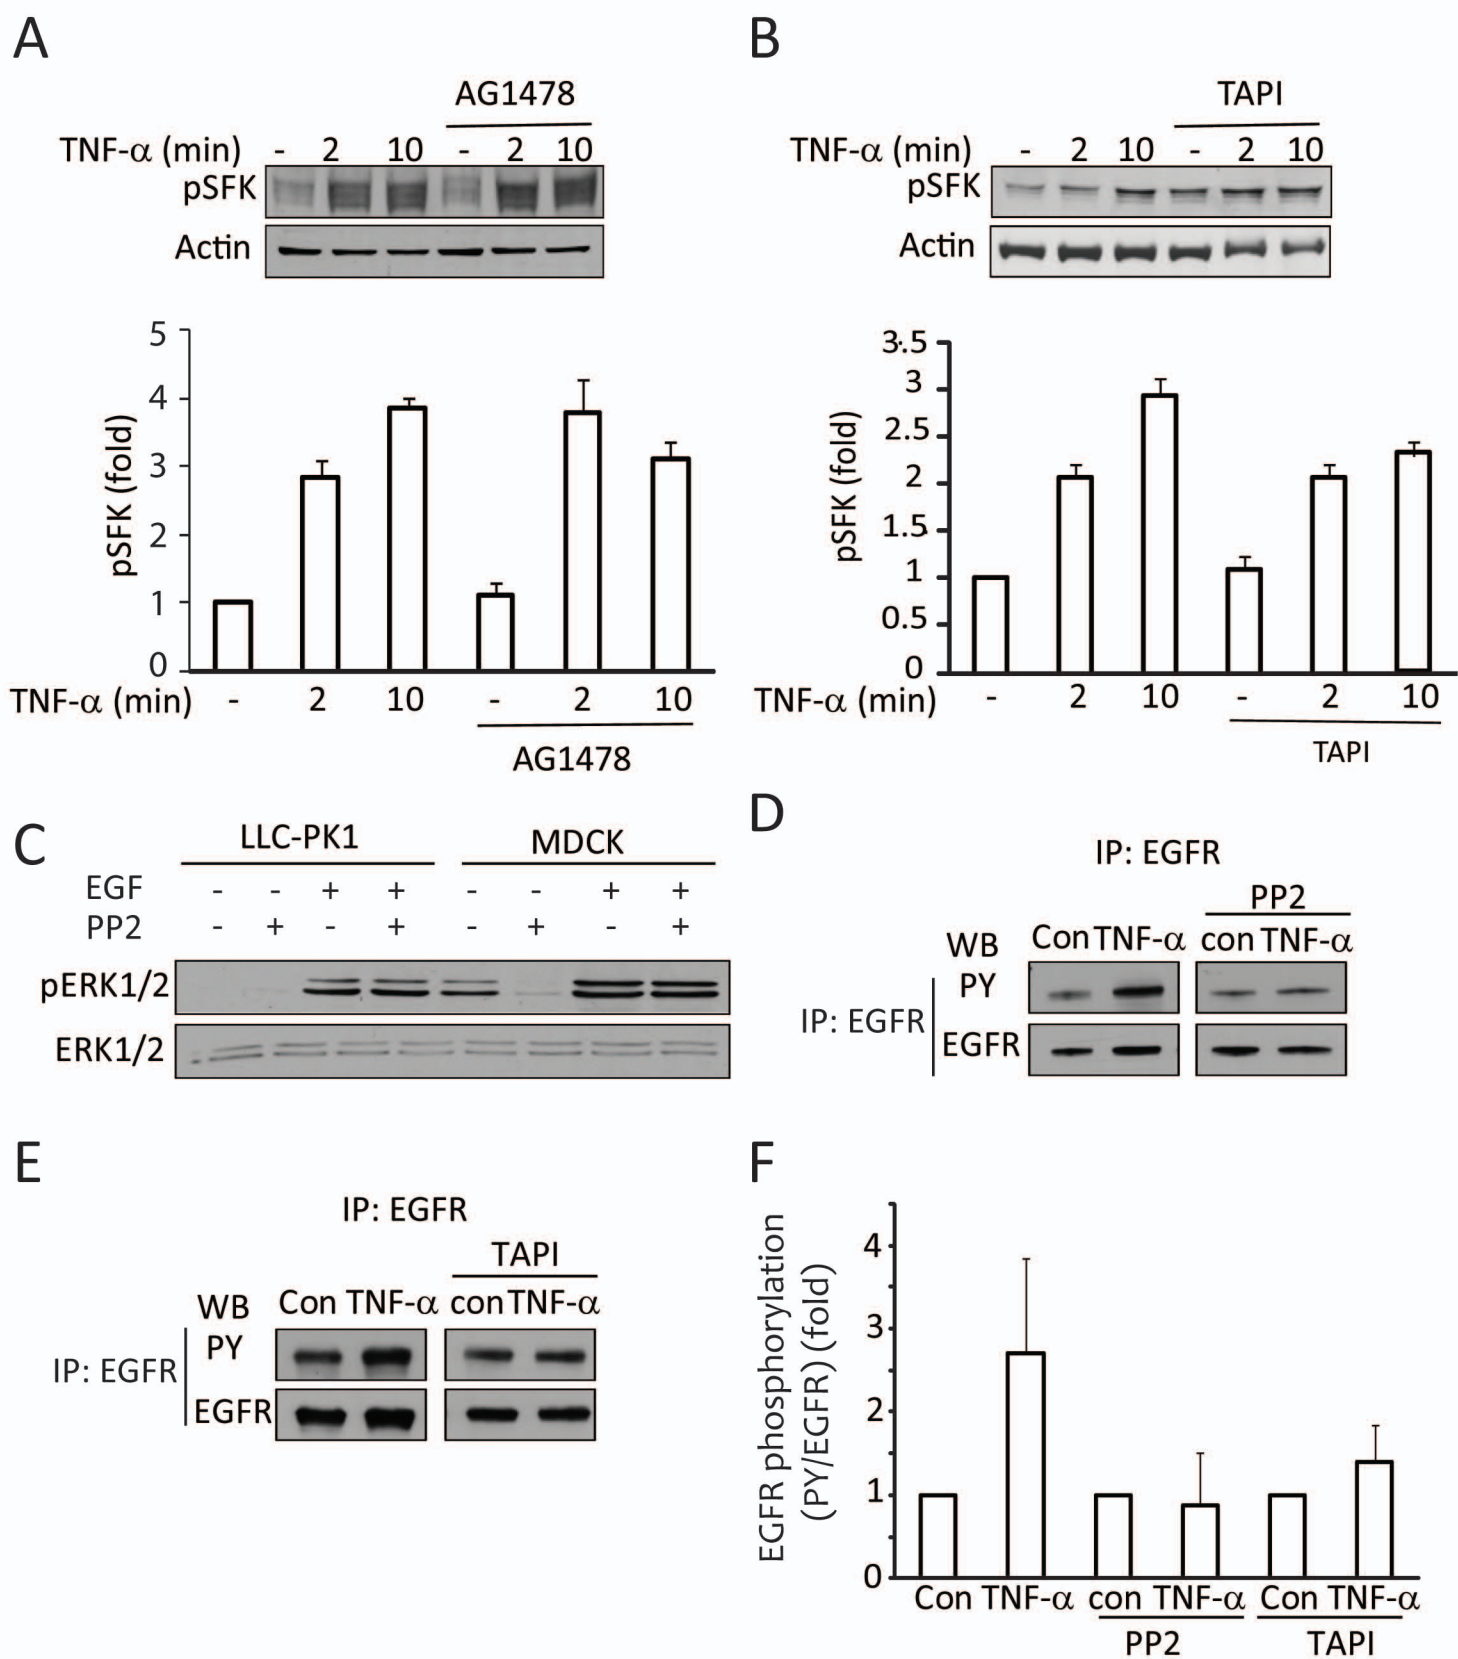 A
AG1478
TNF-α (min) - 2 10 - 2 10
pSFK
Actin
5
4
3
2
1
0
pSFK (fold)
TNF-α (min) - 2 10 - 2 10
AG1478
B
TAPI
TNF-α (min) - 2 10 - 2 10
pSFK
Actin
3.5
3
2.5
2
1.5
1
0.5
0
pSFK (fold)
TNF-α (min) - 2 10 - 2 10
TAPI
C
LLC-PK1 MDCK
EGF - - + + - - + +
PP2 - + - + - + - +
pERK1/2
ERK1/2
D
IP: EGFR
PP2
WB Con TNF-α con TNF-α
PY
IP: EGFR
EGFR
E
IP: EGFR
TAPI
WB Con TNF-α con TNF-α
PY
IP: EGFR
EGFR
F
EGFR phosphorylation
(PY/EGFR) (fold)
4
3
2
1
0
Con TNF-α con TNF-α Con TNF-α
PP2 TAPI